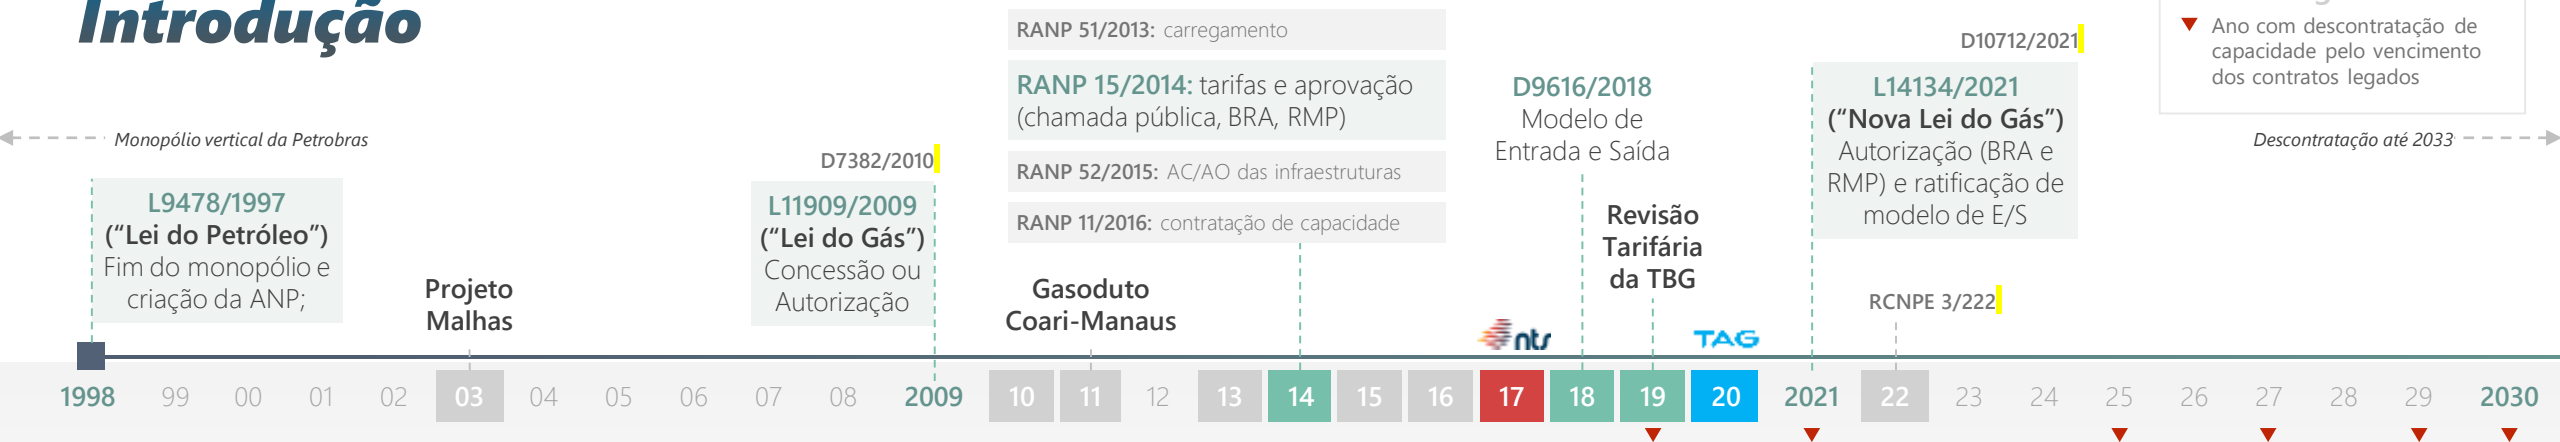 Introdução
Monopólio vertical da Petrobras
L9478/1997
(“Lei do Petróleo”)
Fim do monopólio e
criação da ANP;
Projeto
Malhas
D7382/2010
L11909/2009
(“Lei do Gás”)
Concessão ou
Autorização
RANP 51/2013: carregamento
RANP 15/2014: tarifas e aprovação
(chamada pública, BRA, RMP)
RANP 52/2015: AC/AO das infraestruturas
RANP 11/2016: contratação de capacidade
Gasoduto
Coari-Manaus
nts
D9616/2018
Modelo de
Entrada e Saída
Revisão
Tarifária
da TBG
TAG
D10712/2021
L14134/2021
(“Nova Lei do Gás”)
Autorização (BRA e
RMP) e ratificação de
modelo de E/S
RCNPE 3/222
Ano com descontratação de
capacidade pelo vencimento
dos contratos legados
Descontratação até 2033
1998 99 00 01 02 03 04 05 06 07 08 2009 10 11 12 13 14 15 16 17 18 19 20 2021 22 23 24 25 26 27 28 29 2030